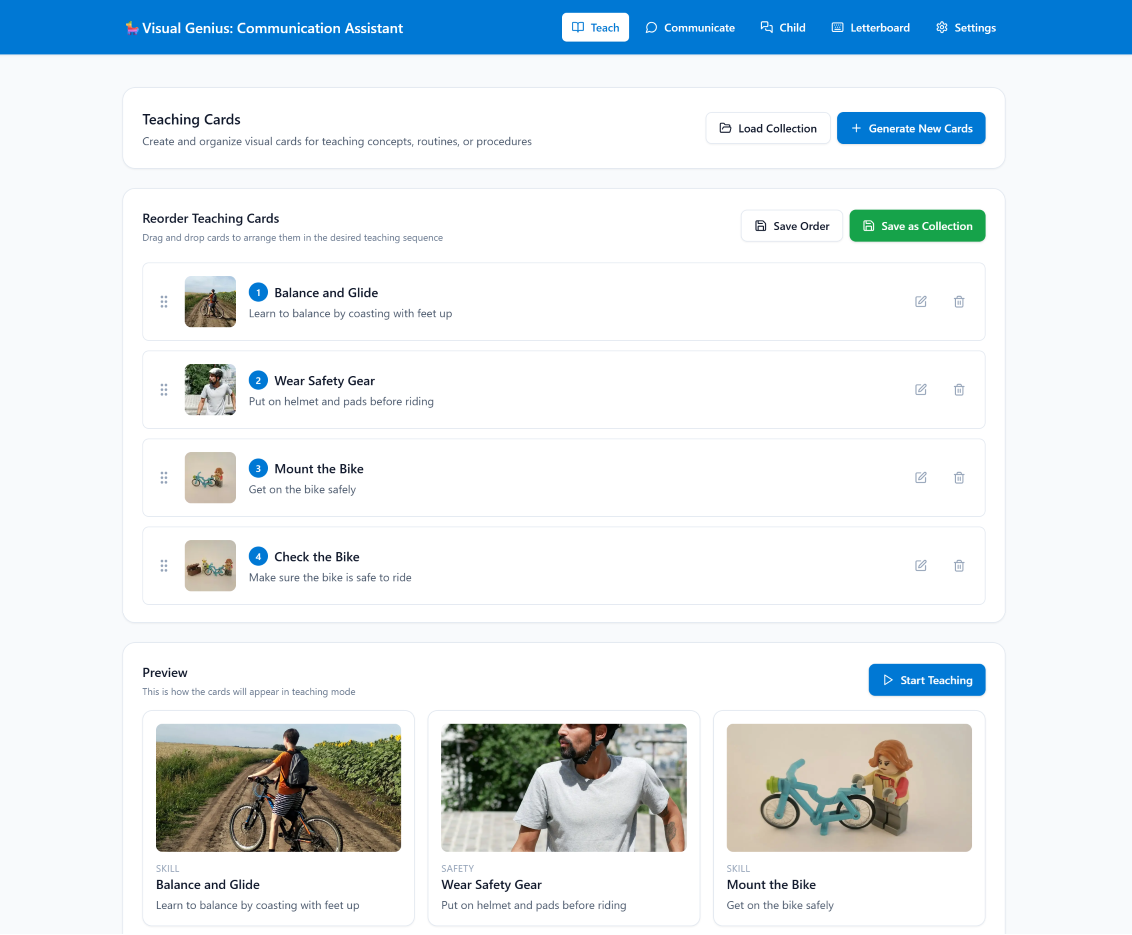 Visual Genius: Communication Assistant
Teach
Communicate
Child
Letterboard
Settings
Teaching Cards
Create and organize visual cards for teaching concepts, routines, or procedures
Load Collection
Generate New Cards
Reorder Teaching Cards
Drag and drop cards to arrange them in the desired teaching sequence
Save Order
Save as Collection
1 Balance and Glide
Learn to balance by coasting with feet up
2 Wear Safety Gear
Put on helmet and pads before riding
3 Mount the Bike
Get on the bike safely
4 Check the Bike
Make sure the bike is safe to ride
Preview
This is how the cards will appear in teaching mode
Start Teaching
SKILL
Balance and Glide
Learn to balance by coasting with feet up
SAFETY
Wear Safety Gear
Put on helmet and pads before riding
SKILL
Mount the Bike
Get on the bike safely